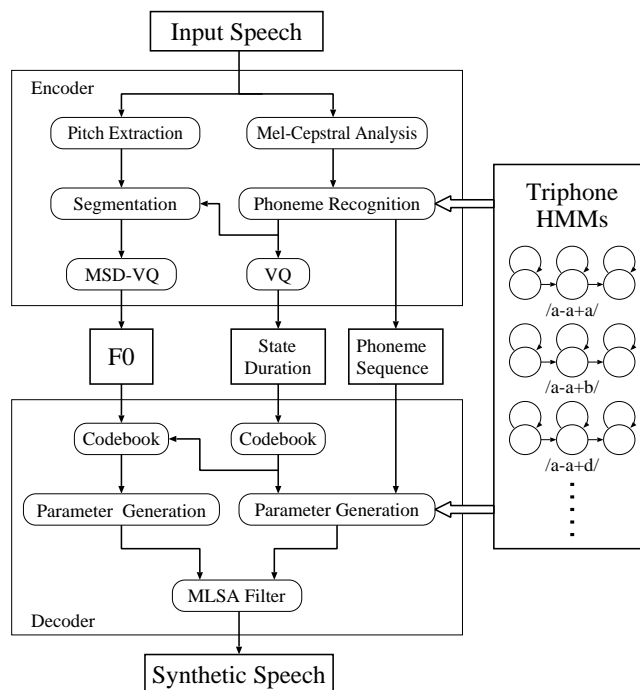 Input Speech
Encoder
Pitch Extraction
Mel-Cepstral Analysis
Segmentation
Phoneme Recognition
MSD-VQ
VQ
F0
State
Duration
Phoneme
Sequence
Codebook
Codebook
Parameter Generation
Parameter Generation
MLSA Filter
Decoder
Synthetic Speech
Triphone
HMMs
/a-a+a/
/a-a+b/
/a-a+d/